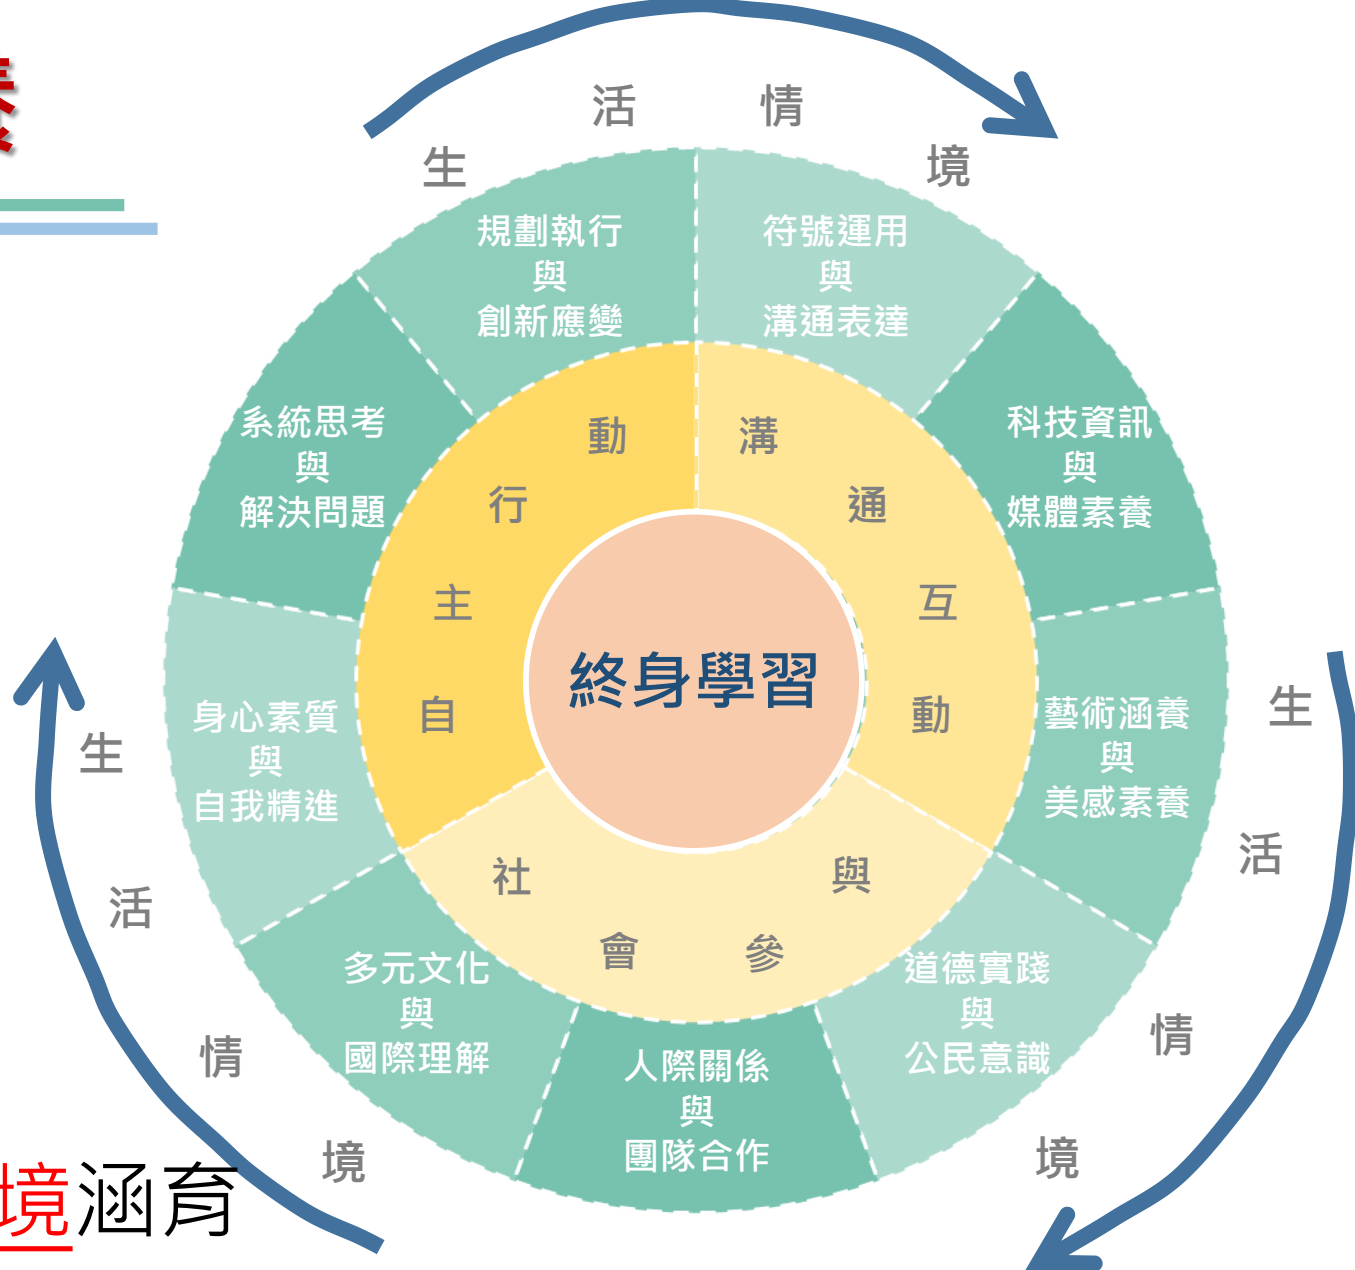 生活情境
規劃執行
與
創新應變
符號運用
與
溝通表達
系統思考
與
解決問題
科技資訊
與
媒體素養
身心素質
與
自我精進
藝術涵養
與
美感素養
多元文化
與
國際理解
人際關係
與
團隊合作
道德實踐
與
公民意識
自主行動
溝通互動
社會參與
終身學習
生活情境
生活情境
境涵育